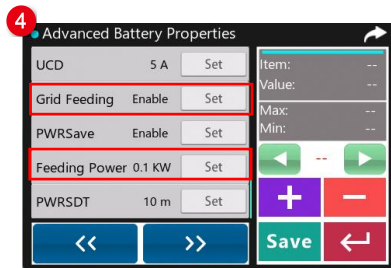 4
Advanced Battery Properties
UCD 5 A Set
Grid Feeding Enable Set
PWRSave Enable Set
Feeding Power 0.1 KW Set
PWRSDT 10 m Set
<< >>
Item: --
Value: --
Max: --
Min: --
--
+ −
Save